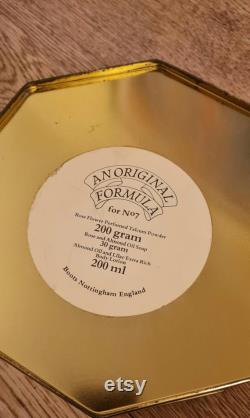 AN ORIGINAL
FORMULA
for No7
Rose Flower Perfumed Talcum Powder
200 gram
Rose and Almond Oil Soap
30 gram
Almond Oil and Lilac Extra Rich
Body Lotion
200 ml
Boots Nottingham England
etsy